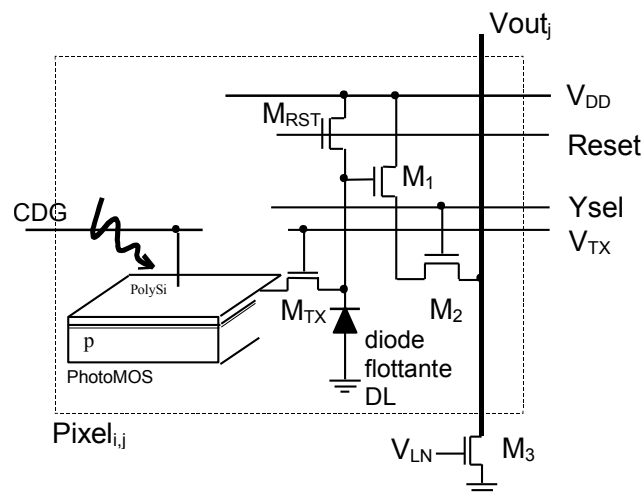 Vout_j
V_DD
M_RST
Reset
M_1
CDG
Ysel
V_TX
PolySi
M_TX
M_2
p
diode
flottante
DL
PhotoMOS
Pixel_i,j
V_LN
M_3